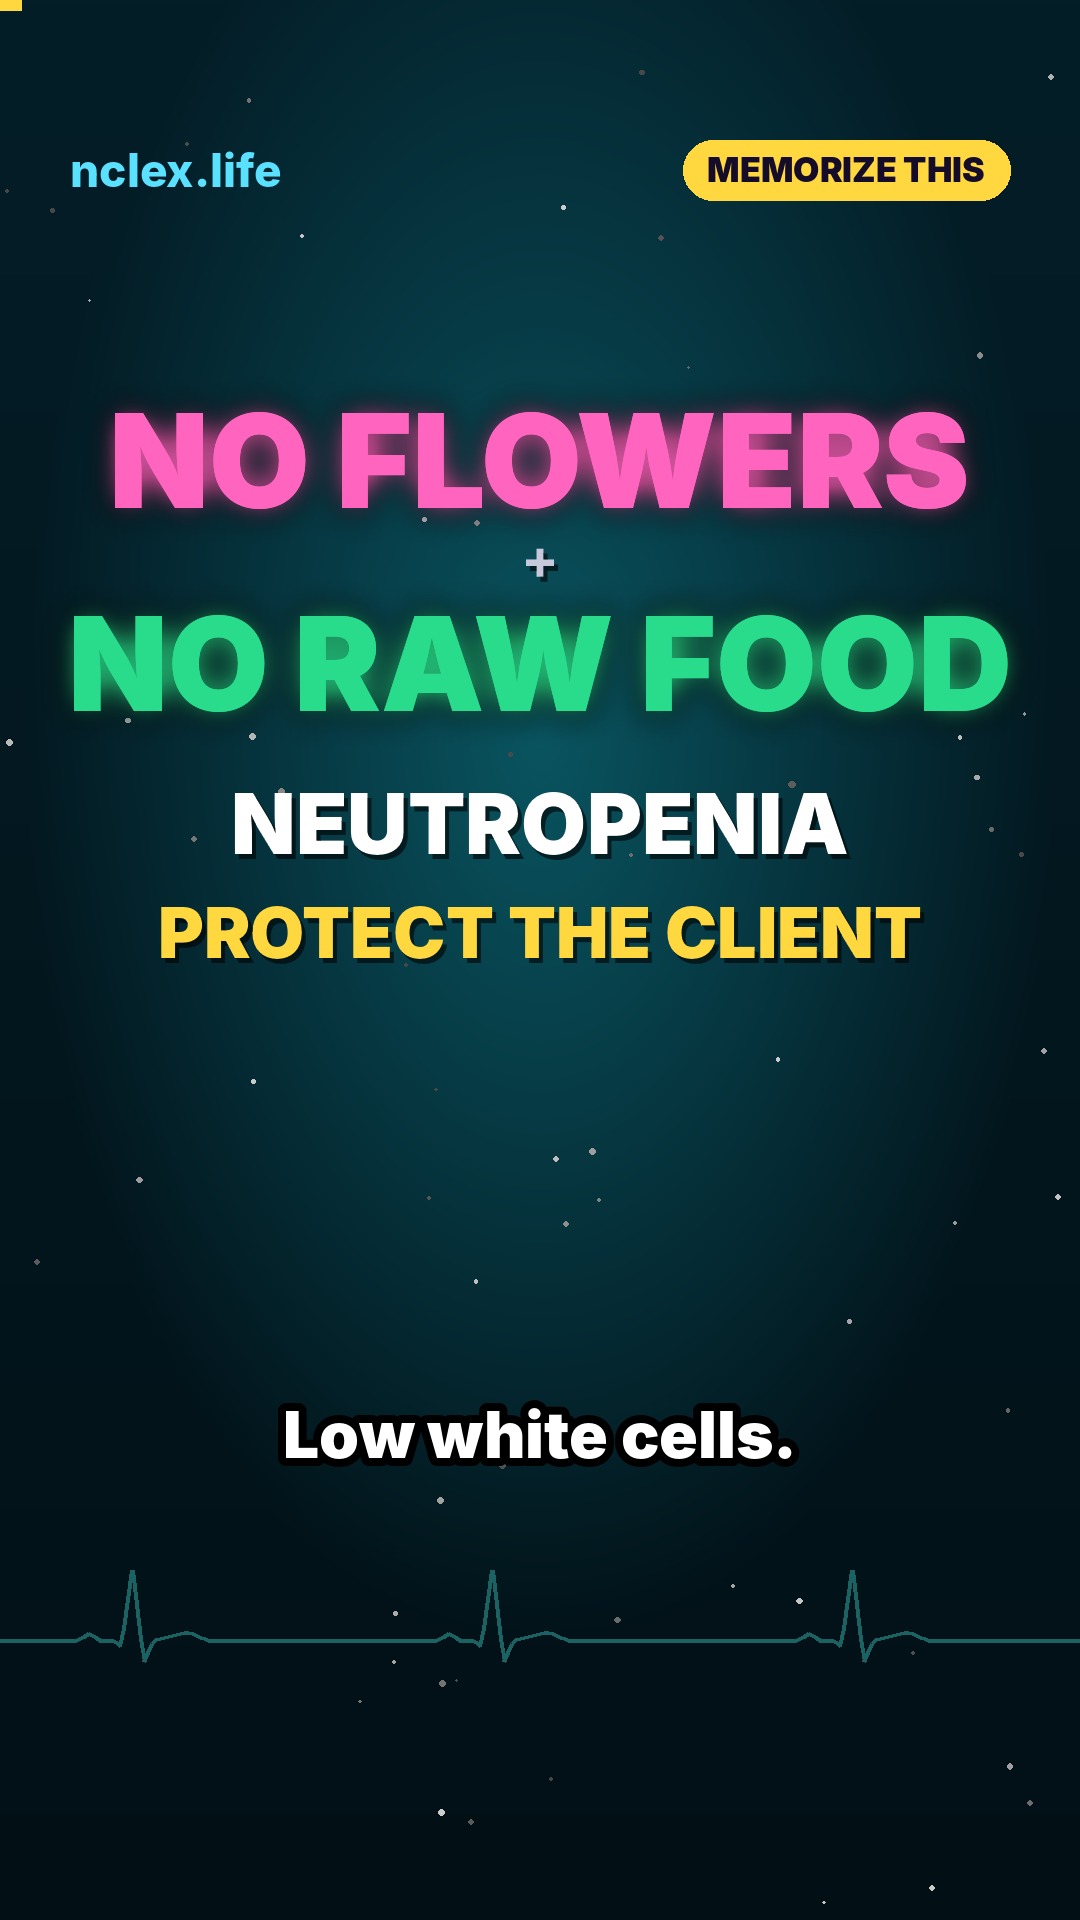 nclex.life
MEMORIZE THIS
NO FLOWERS
+
NO RAW FOOD
NEUTROPENIA
PROTECT THE CLIENT
Low white cells.